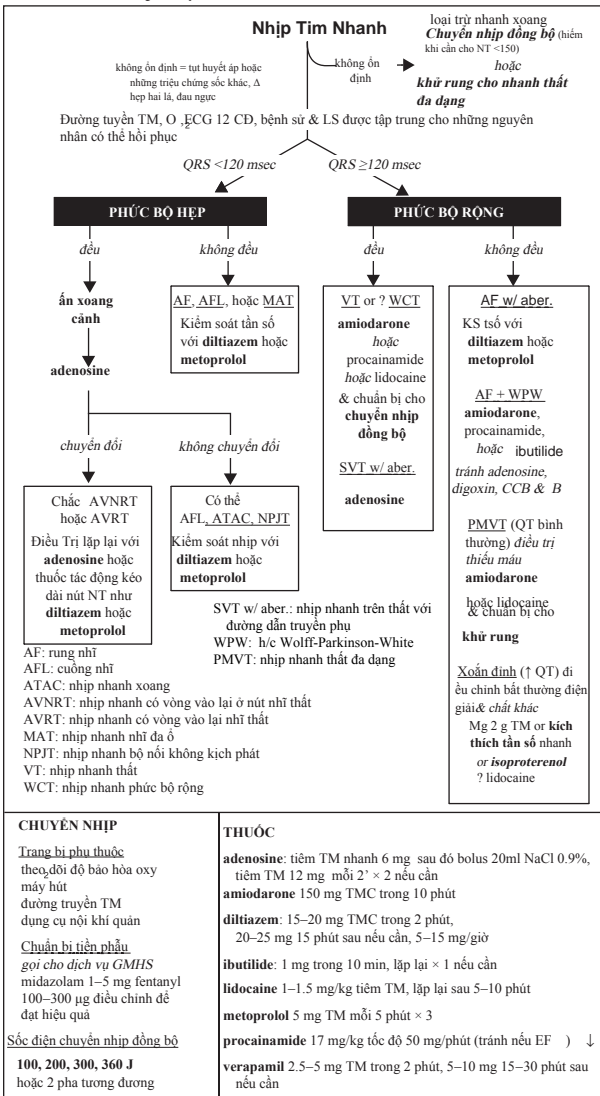 Nhịp Tim Nhanh
loại trừ nhanh xoang
Chuyển nhịp đồng bộ (hiếm
khi cần cho NT <150)
hoặc
khử rung cho nhanh thất
đa dạng
không ổn
định
không ổn định = tụt huyết áp hoặc
những triệu chứng sốc khác, Δ
hẹp hai lá, đau ngực
Đường tuyền TM, O₂, ECG 12 CĐ, bệnh sử & LS được tập trung cho những nguyên
nhân có thể hồi phục
QRS <120 msec
QRS ≥120 msec
PHỨC BỘ HẸP
PHỨC BỘ RỘNG
đều
không đều
đều
không đều
ấn xoang
cảnh
adenosine
AF, AFL, hoặc MAT
Kiểm soát tần số
với diltiazem hoặc
metoprolol
chuyển đổi
không chuyển đổi
Chắc AVNRT
hoặc AVRT
Điều Trị lặp lại với
adenosine hoặc
thuốc tác động kéo
dài nút NT như
diltiazem hoặc
metoprolol
Có thể
AFL, ATAC, NPJT
Kiểm soát nhịp với
diltiazem hoặc
metoprolol
VT or ? WCT
amiodarone
hoặc
procainamide
hoặc lidocaine
& chuẩn bị cho
chuyển nhịp
đồng bộ
SVT w/ aber.
adenosine
AF w/ aber.
KS tsố với
diltiazem hoặc
metoprolol
AF + WPW
amiodarone,
procainamide,
hoặc ibutilide
tránh adenosine,
digoxin, CCB & B
PMVT (QT bình
thường) điều trị
thiếu máu
amiodarone
hoặc lidocaine
& chuẩn bị cho
khử rung
Xoắn đỉnh (↑ QT) đi
ều chỉnh bất thường điện
giải & chất khác
Mg 2 g TM or kích
thích tần số nhanh
or isoproterenol
? lidocaine
SVT w/ aber.: nhịp nhanh trên thất với
đường dẫn truyền phụ
WPW: h/c Wolff-Parkinson-White
PMVT: nhịp nhanh thất đa dạng
AF: rung nhĩ
AFL: cuồng nhĩ
ATAC: nhịp nhanh xoang
AVNRT: nhịp nhanh có vòng vào lại ở nút nhĩ thất
AVRT: nhịp nhanh có vòng vào lại nhĩ thất
MAT: nhịp nhanh nhĩ đa ổ
NPJT: nhịp nhanh bộ nối không kịch phát
VT: nhịp nhanh thất
WCT: nhịp nhanh phức bộ rộng
CHUYỂN NHỊP
Trang bị phụ thuộc
theo dõi độ bảo hòa oxy
máy hút
đường truyền TM
dụng cụ nội khí quản
Chuẩn bị tiền phẫu
gọi cho dịch vụ GMHS
midazolam 1–5 mg fentanyl
100–300 μg điều chỉnh để
đạt hiệu quả
Sốc điện chuyển nhịp đồng bộ
100, 200, 300, 360 J
hoặc 2 pha tương đương
THUỐC
adenosine: tiêm TM nhanh 6 mg sau đó bolus 20ml NaCl 0.9%,
tiêm TM 12 mg mỗi 2’ × 2 nếu cần
amiodarone 150 mg TMC trong 10 phút
diltiazem: 15–20 mg TMC trong 2 phút,
20–25 mg 15 phút sau nếu cần, 5–15 mg/giờ
ibutilide: 1 mg trong 10 min, lặp lại × 1 nếu cần
lidocaine 1–1.5 mg/kg tiêm TM, lặp lại sau 5–10 phút
metoprolol 5 mg TM mỗi 5 phút × 3
procainamide 17 mg/kg tốc độ 50 mg/phút (tránh nếu EF ) ↓
verapamil 2.5–5 mg TM trong 2 phút, 5–10 mg 15–30 phút sau
nếu cần